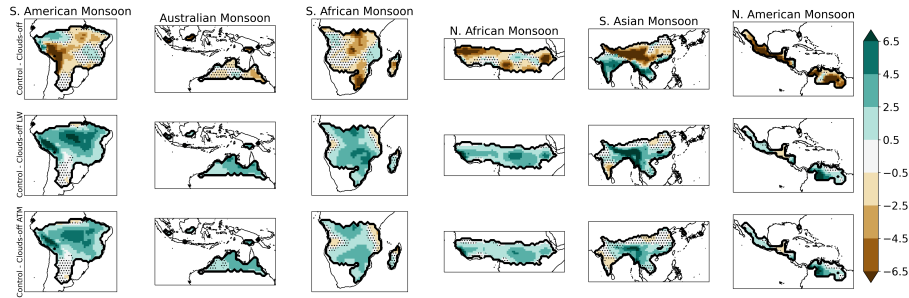 S. American Monsoon
Australian Monsoon
S. African Monsoon
N. African Monsoon
S. Asian Monsoon
N. American Monsoon
Control - Clouds-off
Control - Clouds-off LW
Control - Clouds-off ATM
6.5
4.5
2.5
0.5
−0.5
−2.5
−4.5
−6.5